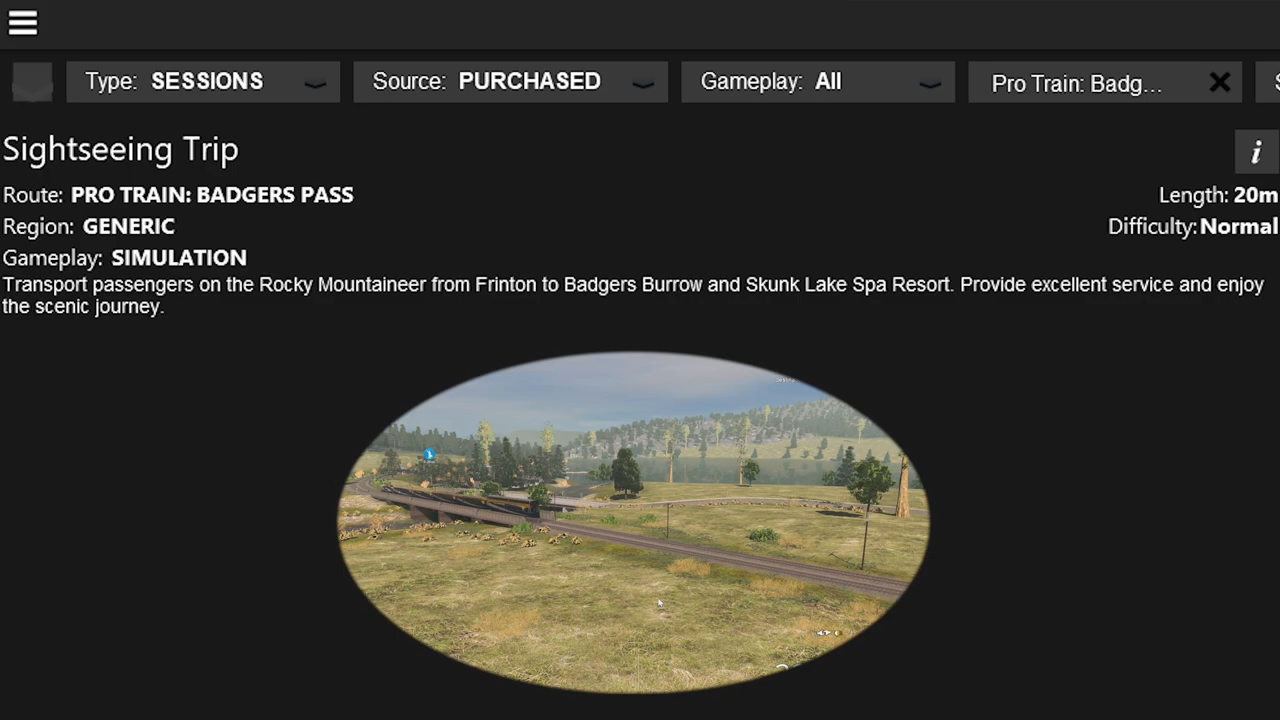 Type: SESSIONS
Source: PURCHASED
Gameplay: All
Pro Train: Badg...
Sightseeing Trip
i
Route: PRO TRAIN: BADGERS PASS
Length: 20m
Region: GENERIC
Difficulty: Normal
Gameplay: SIMULATION
Transport passengers on the Rocky Mountaineer from Frinton to Badgers Burrow and Skunk Lake Spa Resort. Provide excellent service and enjoy
the scenic journey.